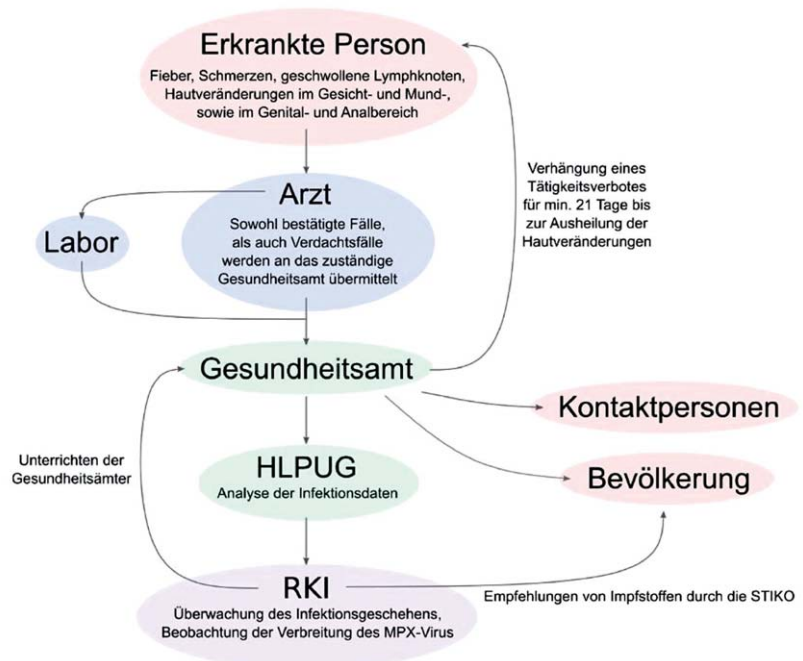 Erkrankte Person
Fieber, Schmerzen, geschwollene Lymphknoten,
Hautveränderungen im Gesicht- und Mund-,
sowie im Genital- und Analbereich
Verhängung eines
Tätigkeitsverbotes
für min. 21 Tage bis
zur Ausheilung der
Hautveränderungen
Arzt
Sowohl bestätigte Fälle,
als auch Verdachtsfälle
werden an das zuständige
Gesundheitsamt übermittelt
Labor
Gesundheitsamt
Kontaktpersonen
Bevölkerung
Unterrichten der
Gesundheitsämter
HLPUG
Analyse der Infektionsdaten
RKI
Überwachung des Infektionsgeschehens,
Beobachtung der Verbreitung des MPX-Virus
Empfehlungen von Impfstoffen durch die STIKO